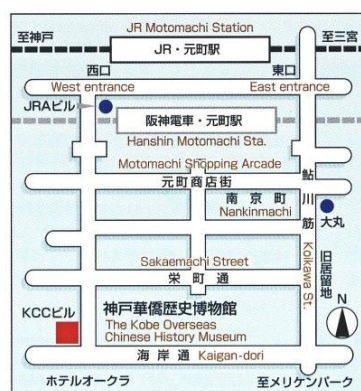 JR Motomachi Station
至神戸
JR・元町駅
至三宮
西口
東口
West entrance
East entrance
JRAビル
阪神電車・元町駅
Hanshin Motomachi Sta.
Motomachi Shopping Arcade
元町商店街
鮎川筋
南京町
Nankinmachi
大丸
Sakaemachi Street
栄町通
Koikawa St.
旧居留地
神戸華僑歴史博物館
KCCビル
The Kobe Overseas
Chinese History Museum
N
海岸通 Kaigan-dori
ホテルオークラ
至メリケンパーク